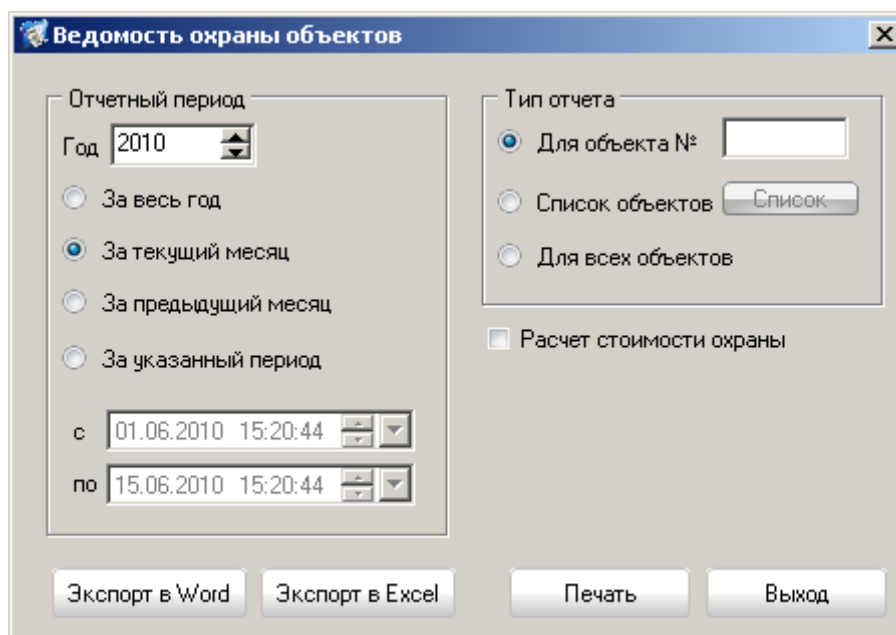 Ведомость охраны объектов
Отчетный период
Год 2010
За весь год
За текущий месяц
За предыдущий месяц
За указанный период
с 01.06.2010 15:20:44
по 15.06.2010 15:20:44
Тип отчета
Для объекта №
Список объектов Список
Для всех объектов
Расчет стоимости охраны
Экспорт в Word Экспорт в Excel Печать Выход